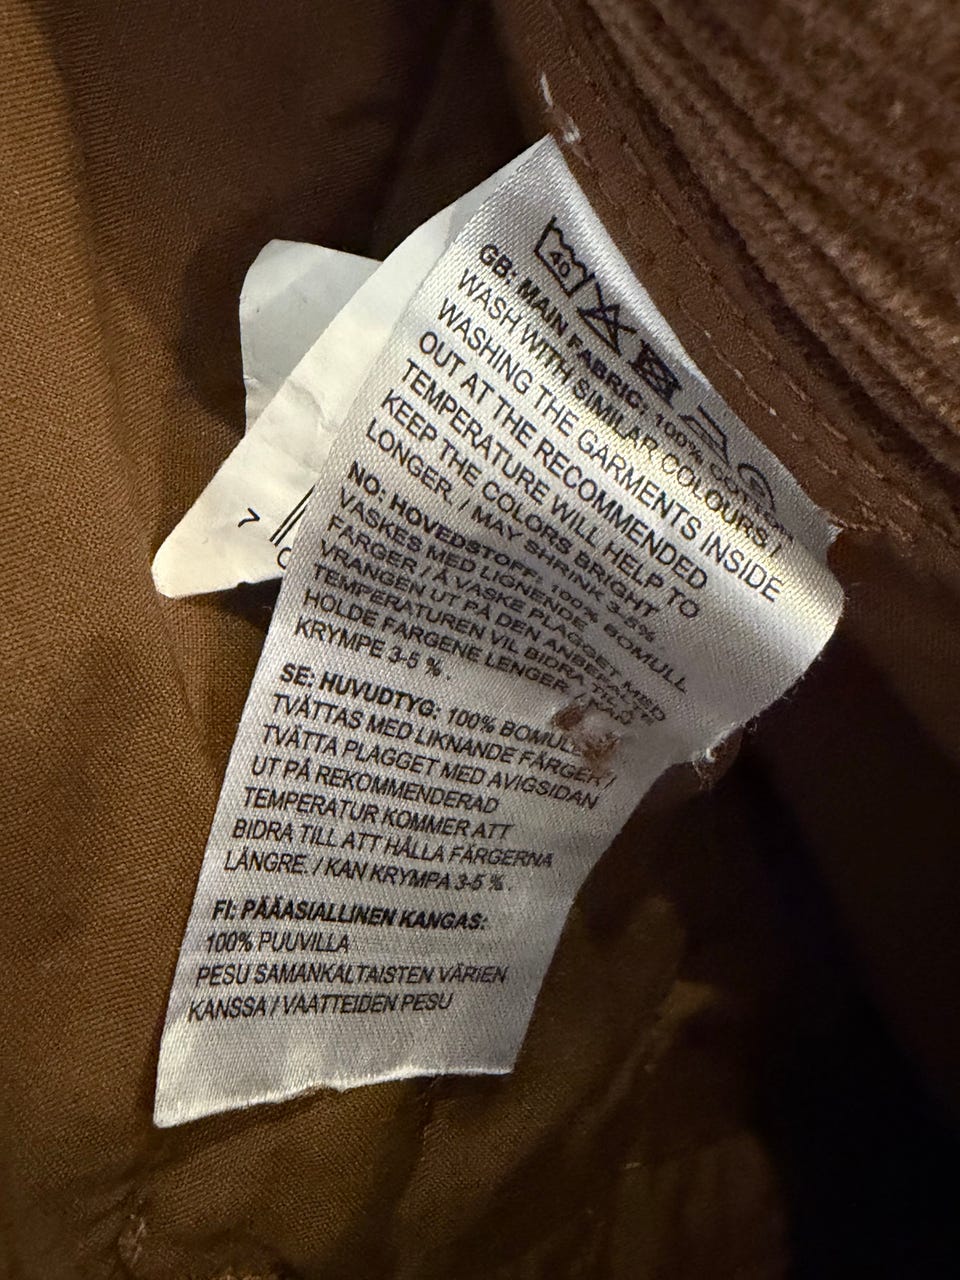 40
GB: MAIN FABRIC: 100% COTTON
WASH WITH SIMILAR COLOURS /
WASHING THE GARMENTS INSIDE
OUT AT THE RECOMMENDED
TEMPERATURE WILL HELP TO
KEEP THE COLORS BRIGHT
LONGER. / MAY SHRINK 3-5%
NO: HOVEDSTOFF: 100% BOMULL
VASKES MED LIGNENDE
FARGER / Å VASKE PLAGGET MED
VRANGEN UT PÅ DEN ANBEFALT
TEMPERATUREN VIL BIDRA TIL Å
HOLDE FARGENE LENGER. / KAN
KRYMPE 3-5 % .
SE: HUVUDTYG: 100% BOMULL
TVÄTTAS MED LIKNANDE FÄRGER /
TVÄTTA PLAGGET MED AVIGSIDAN
UT PÅ REKOMMENDERAD
TEMPERATUR KOMMER ATT
BIDRA TILL ATT HÅLLA FÄRGERNA
LÄNGRE. / KAN KRYMPA 3-5 % .
FI: PÄÄASIALLINEN KANGAS:
100% PUUVILLA
PESU SAMANKALTAISTEN VÄRIEN
KANSSA / VAATTEIDEN PESU
7